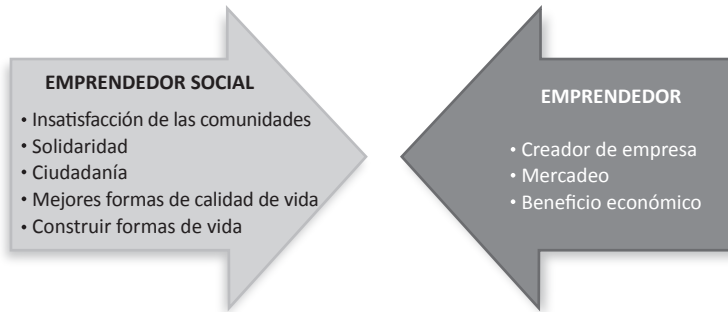 EMPRENDEDOR SOCIAL
• Insatisfacción de las comunidades
• Solidaridad
• Ciudadanía
• Mejores formas de calidad de vida
• Construir formas de vida
EMPRENDEDOR
• Creador de empresa
• Mercadeo
• Beneficio económico